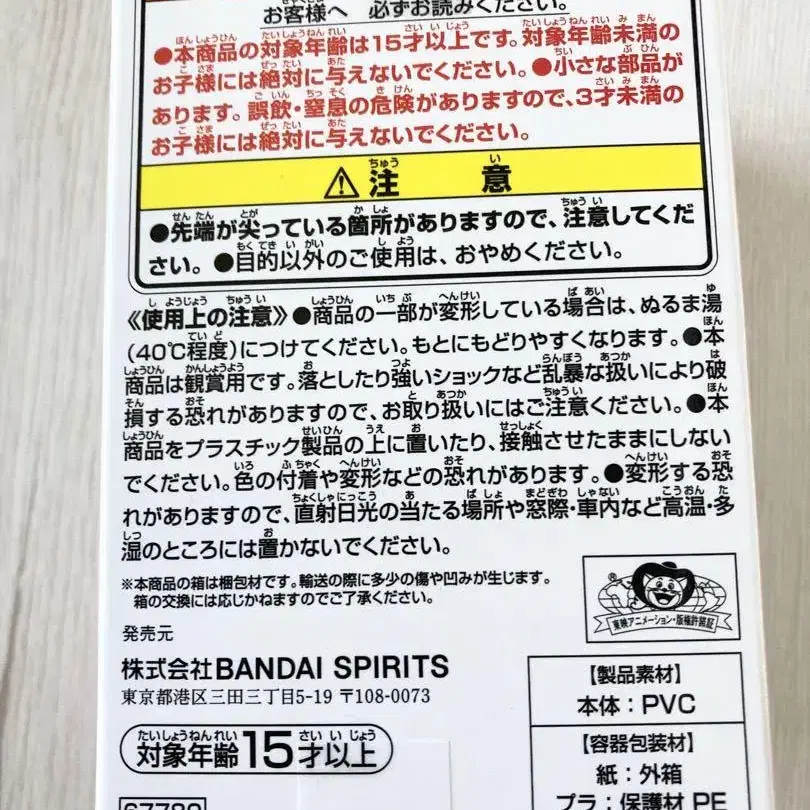 お客様へ 必ずお読みください。
●本商品の対象年齢は15才以上です。対象年齢未満の
お子様には絶対に与えないでください。●小さな部品が
あります。誤飲・窒息の危険がありますので、3才未満の
お子様には絶対に与えないでください。
⚠注 意
●先端が尖っている箇所がありますので、注意してくだ
さい。●目的以外のご使用は、おやめください。
《使用上の注意》●商品の一部が変形している場合は、ぬるま湯
(40℃程度)につけてください。もとにもどりやすくなります。●本
商品は観賞用です。落としたり強いショックなど乱暴な扱いにより破
損する恐れがありますので、お取り扱いにはご注意ください。●本
商品をプラスチック製品の上に置いたり、接触させたままにしない
でください。色の付着や変形などの恐れがあります。●変形する恐
れがありますので、直射日光の当たる場所や窓際・車内など高温・多
湿のところには置かないでください。
※本商品の箱は梱包材です。輸送の際に多少の傷や凹みが生じます。
箱の交換には応じかねますのでご了承ください。
東映アニメーション・版権許諾証
発売元
株式会社BANDAI SPIRITS
東京都港区三田三丁目5-19 〒108-0073
対象年齢15才以上
【製品素材】
本体:PVC
【容器包装材】
紙:外箱
プラ:保護材 PE